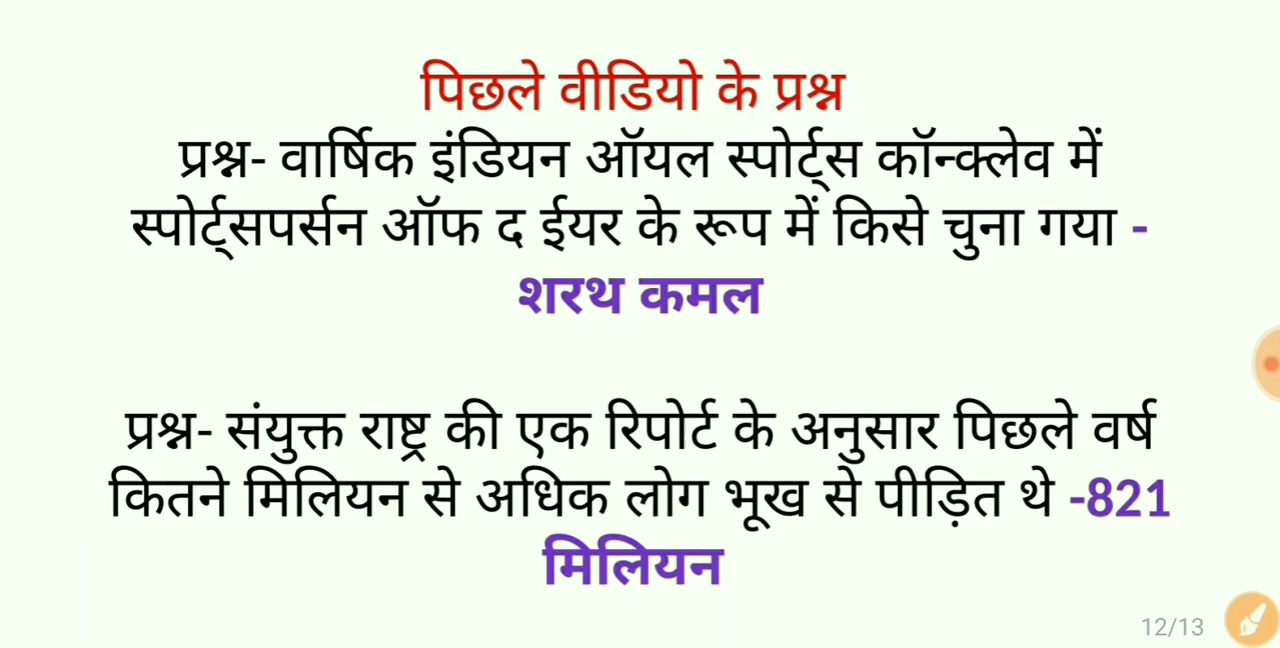 पिछले वीडियो के प्रश्न
प्रश्न- वार्षिक इंडियन ऑयल स्पोर्ट्स कॉन्क्लेव में
स्पोर्ट्सपर्सन ऑफ द ईयर के रूप में किसे चुना गया -
शरथ कमल
प्रश्न- संयुक्त राष्ट्र की एक रिपोर्ट के अनुसार पिछले वर्ष
कितने मिलियन से अधिक लोग भूख से पीड़ित थे -821
मिलियन
12/13